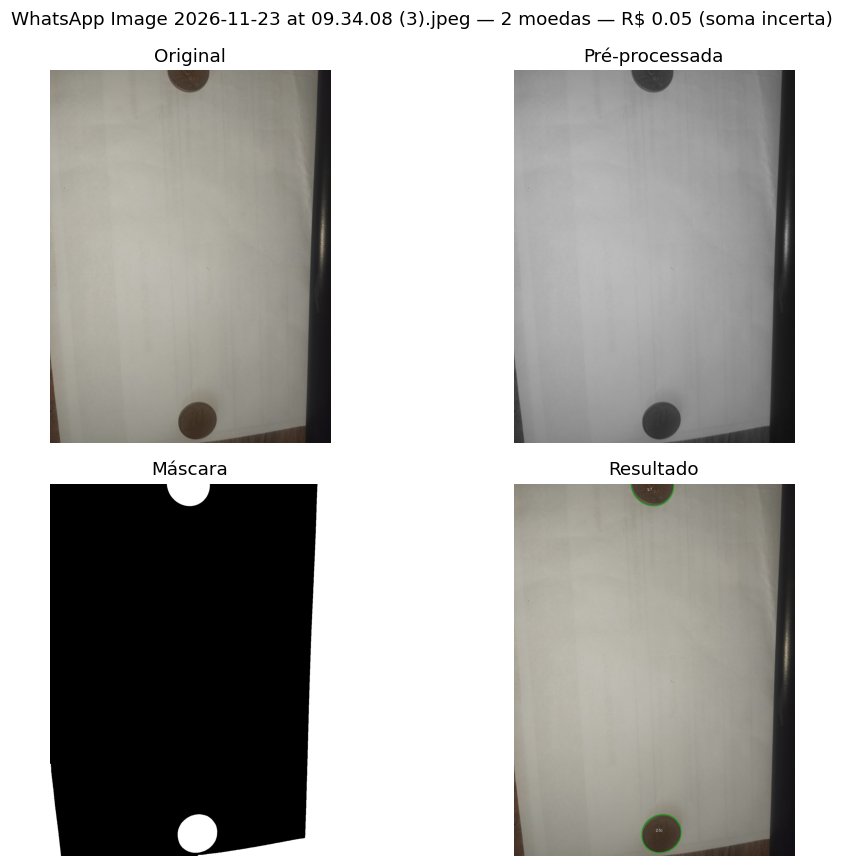 WhatsApp Image 2026-11-23 at 09.34.08 (3).jpeg — 2 moedas — R$ 0.05 (soma incerta)
Original
Pré-processada
Máscara
Resultado